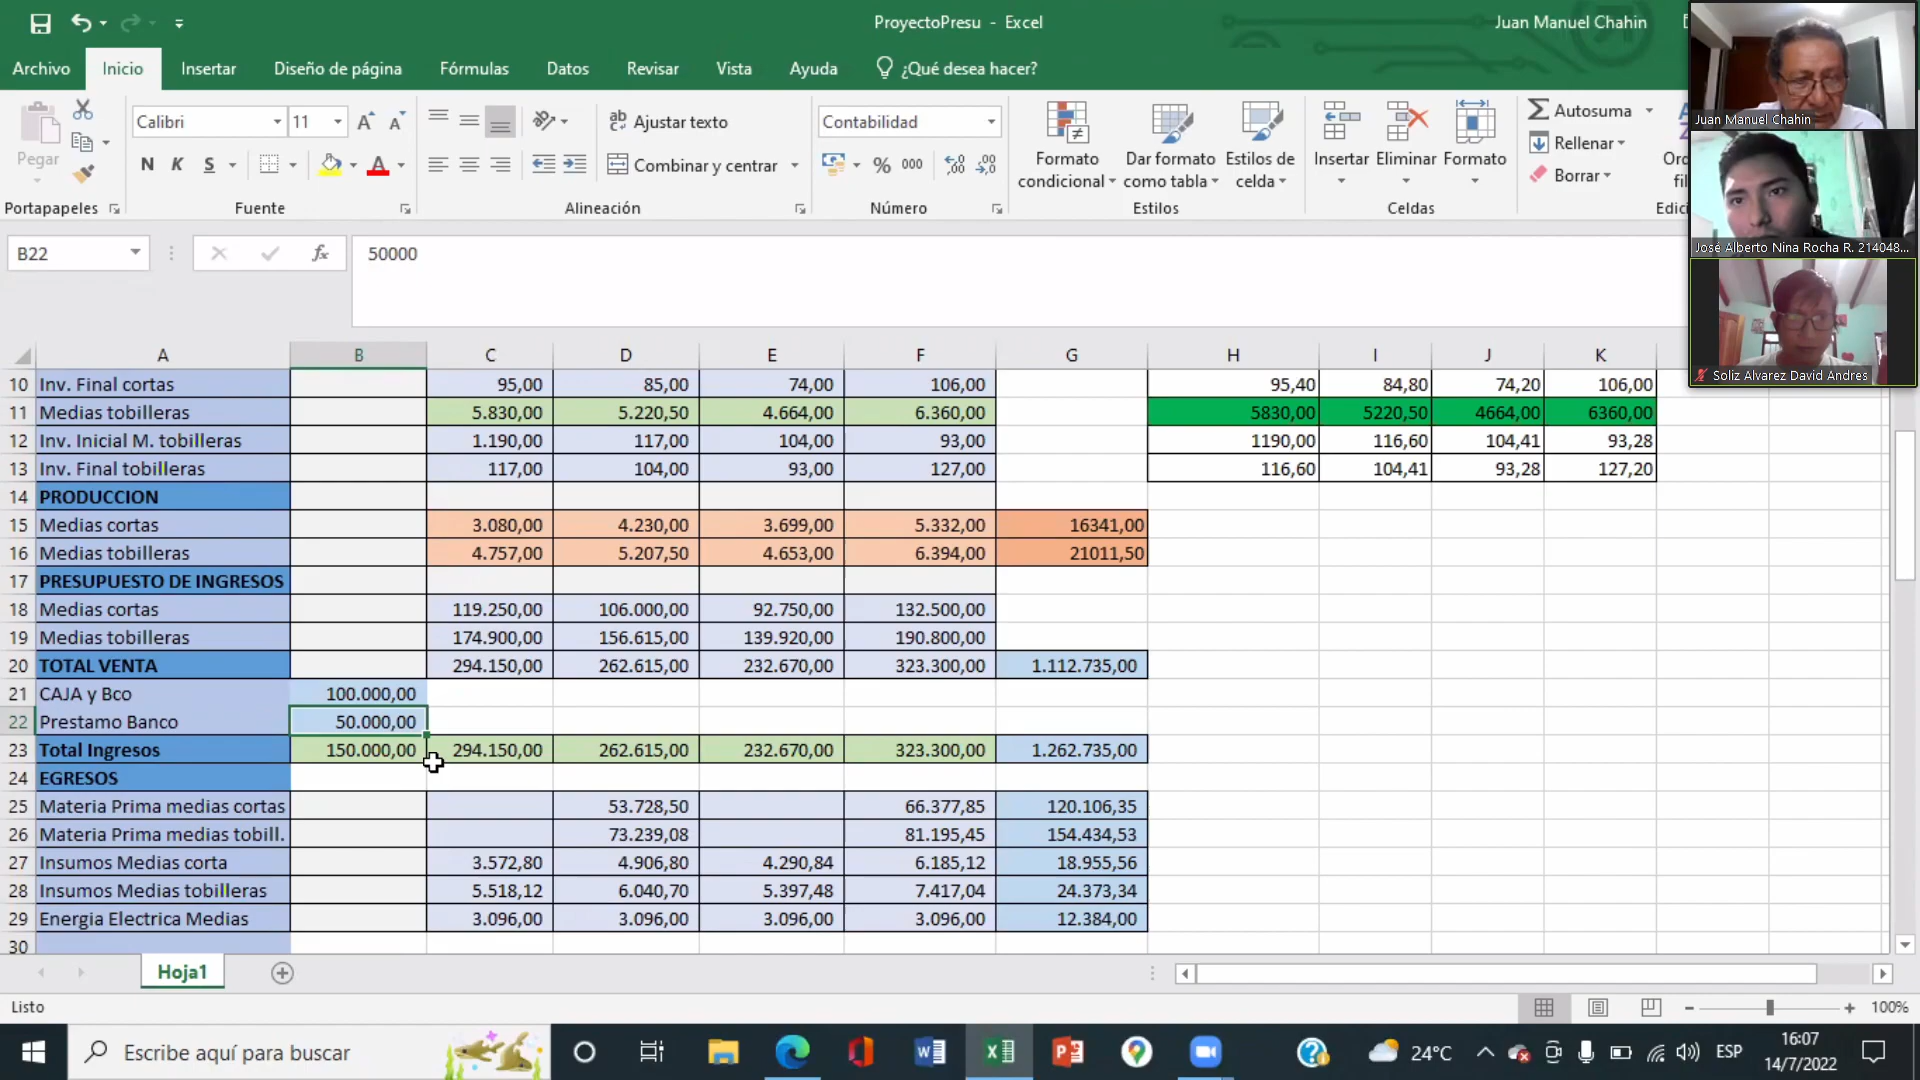 ProyectoPresu - Excel
Juan Manuel Chahin
Archivo Inicio Insertar Diseño de página Fórmulas Datos Revisar Vista Ayuda ¿Qué desea hacer?
Juan Manuel Chahin
Pegar
Calibri 11
N K S
Ajustar texto
Combinar y centrar
Contabilidad
% 000
Formato condicional
Dar formato como tabla
Estilos de celda
Insertar Eliminar Formato
Autosuma
Rellenar
Borrar
Portapapeles Fuente Alineación Número Estilos Celdas
José Alberto Nina Rocha R. 214048...
B22 fx 50000
Soliz Alvarez David Andres
A B C D E F G H I J K
10 Inv. Final cortas 95,00 85,00 74,00 106,00 95,40 84,80 74,20 106,00
11 Medias tobilleras 5.830,00 5.220,50 4.664,00 6.360,00 5830,00 5220,50 4664,00 6360,00
12 Inv. Inicial M. tobilleras 1.190,00 117,00 104,00 93,00 1190,00 116,60 104,41 93,28
13 Inv. Final tobilleras 117,00 104,00 93,00 127,00 116,60 104,41 93,28 127,20
14 PRODUCCION
15 Medias cortas 3.080,00 4.230,00 3.699,00 5.332,00 16341,00
16 Medias tobilleras 4.757,00 5.207,50 4.653,00 6.394,00 21011,50
17 PRESUPUESTO DE INGRESOS
18 Medias cortas 119.250,00 106.000,00 92.750,00 132.500,00
19 Medias tobilleras 174.900,00 156.615,00 139.920,00 190.800,00
20 TOTAL VENTA 294.150,00 262.615,00 232.670,00 323.300,00 1.112.735,00
21 CAJA y Bco 100.000,00
22 Prestamo Banco 50.000,00
23 Total Ingresos 150.000,00 294.150,00 262.615,00 232.670,00 323.300,00 1.262.735,00
24 EGRESOS
25 Materia Prima medias cortas 53.728,50 66.377,85 120.106,35
26 Materia Prima medias tobill. 73.239,08 81.195,45 154.434,53
27 Insumos Medias corta 3.572,80 4.906,80 4.290,84 6.185,12 18.955,56
28 Insumos Medias tobilleras 5.518,12 6.040,70 5.397,48 7.417,04 24.373,34
29 Energia Electrica Medias 3.096,00 3.096,00 3.096,00 3.096,00 12.384,00
30
Hoja1
Listo
100%
Escribe aquí para buscar
24°C
ESP
16:07
14/7/2022